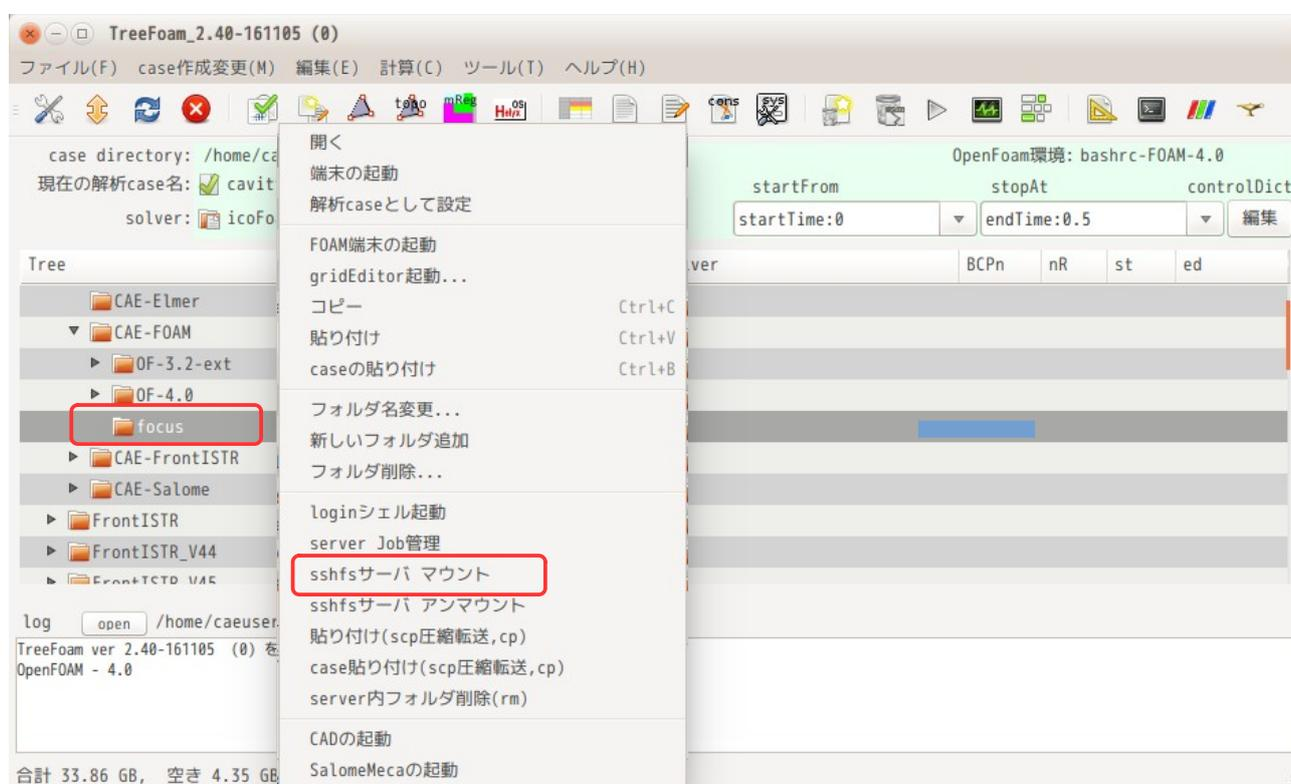 TreeFoam_2.40-161105 (0)
ファイル(F) case作成変更(M) 編集(E) 計算(C) ツール(T) ヘルプ(H)
topo mReg Helyx OS cons sys
case directory: /home/ca
OpenFoam環境: bashrc-FOAM-4.0
現在の解析case名: cavit
startFrom stopAt controlDict
solver: icoFo
startTime:0 endTime:0.5 編集
Tree
ver BCPn nR st ed
CAE-Elmer
CAE-FOAM
OF-3.2-ext
OF-4.0
focus
CAE-FrontISTR
CAE-Salome
FrontISTR
FrontISTR_V44
FrontISTR_V45
開く
端末の起動
解析caseとして設定
FOAM端末の起動
gridEditor起動...
コピー Ctrl+C
貼り付け Ctrl+V
caseの貼り付け Ctrl+B
フォルダ名変更...
新しいフォルダ追加
フォルダ削除...
loginシェル起動
server Job管理
sshfsサーバ マウント
sshfsサーバ アンマウント
貼り付け(scp圧縮転送,cp)
case貼り付け(scp圧縮転送,cp)
server内フォルダ削除(rm)
CADの起動
SalomeMecaの起動
log open /home/caeuser
TreeFoam ver 2.40-161105 (0) を
OpenFOAM - 4.0
合計 33.86 GB, 空き 4.35 GB